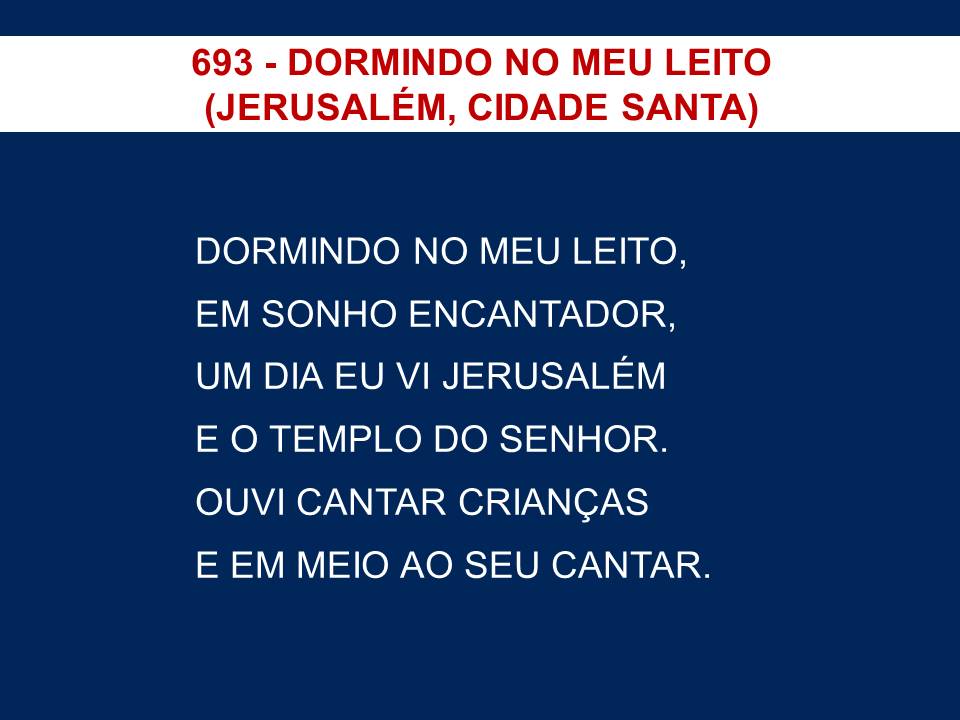 693 - DORMINDO NO MEU LEITO
(JERUSALÉM, CIDADE SANTA)
DORMINDO NO MEU LEITO,
EM SONHO ENCANTADOR,
UM DIA EU VI JERUSALÉM
E O TEMPLO DO SENHOR.
OUVI CANTAR CRIANÇAS
E EM MEIO AO SEU CANTAR.